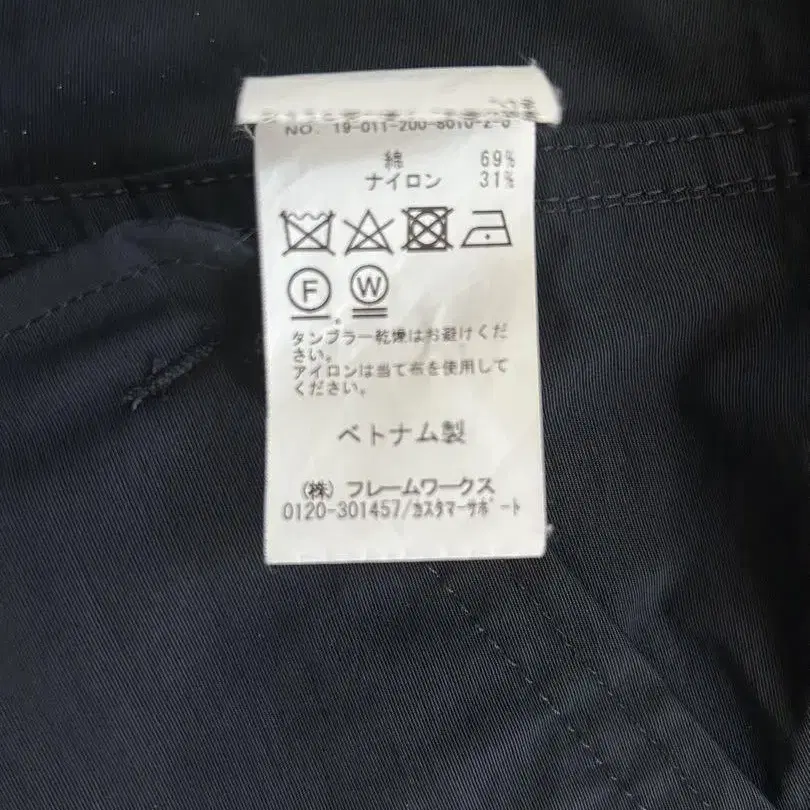 NO. 19-011-200-8010-2-0
綿 69%
ナイロン 31%
F W
タンブラー乾燥はお避けくだ
さい。
アイロンは当て布を使用して
ください。
ベトナム製
(株) フレームワークス
0120-301457/カスタマーサポート